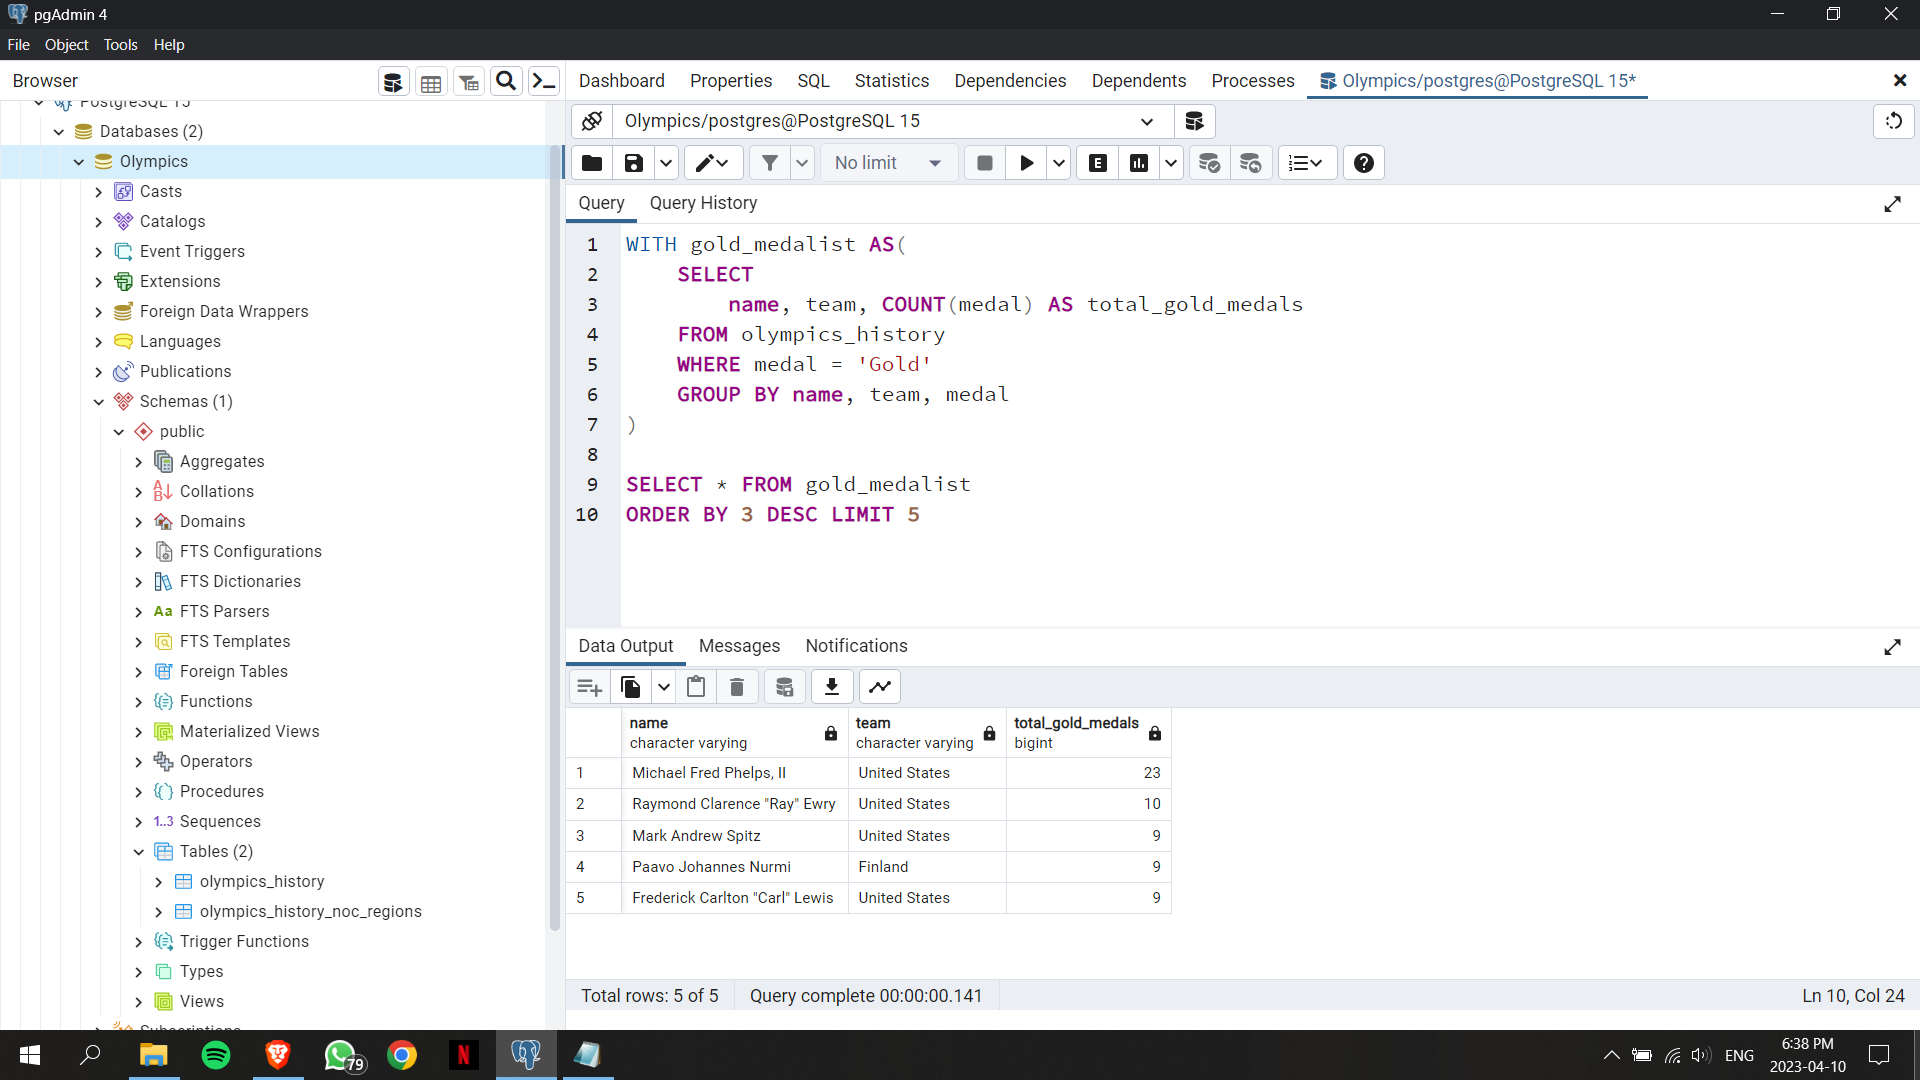 pgAdmin 4
File Object Tools Help
Browser
Dashboard Properties SQL Statistics Dependencies Dependents Processes Olympics/postgres@PostgreSQL 15*
PostgreSQL 15
Databases (2)
Olympics
Casts
Catalogs
Event Triggers
Extensions
Foreign Data Wrappers
Languages
Publications
Schemas (1)
public
Aggregates
Collations
Domains
FTS Configurations
FTS Dictionaries
Aa FTS Parsers
FTS Templates
Foreign Tables
Functions
Materialized Views
Operators
Procedures
1..3 Sequences
Tables (2)
olympics_history
olympics_history_noc_regions
Trigger Functions
Types
Views
Subscriptions
Olympics/postgres@PostgreSQL 15
No limit
E
Query Query History
1 WITH gold_medalist AS(
2 SELECT
3 name, team, COUNT(medal) AS total_gold_medals
4 FROM olympics_history
5 WHERE medal = 'Gold'
6 GROUP BY name, team, medal
7 )
8
9 SELECT * FROM gold_medalist
10 ORDER BY 3 DESC LIMIT 5
Data Output Messages Notifications
name team total_gold_medals
character varying character varying bigint
1 Michael Fred Phelps, II United States 23
2 Raymond Clarence "Ray" Ewry United States 10
3 Mark Andrew Spitz United States 9
4 Paavo Johannes Nurmi Finland 9
5 Frederick Carlton "Carl" Lewis United States 9
Total rows: 5 of 5 Query complete 00:00:00.141 Ln 10, Col 24
79
N
ENG
6:38 PM
2023-04-10